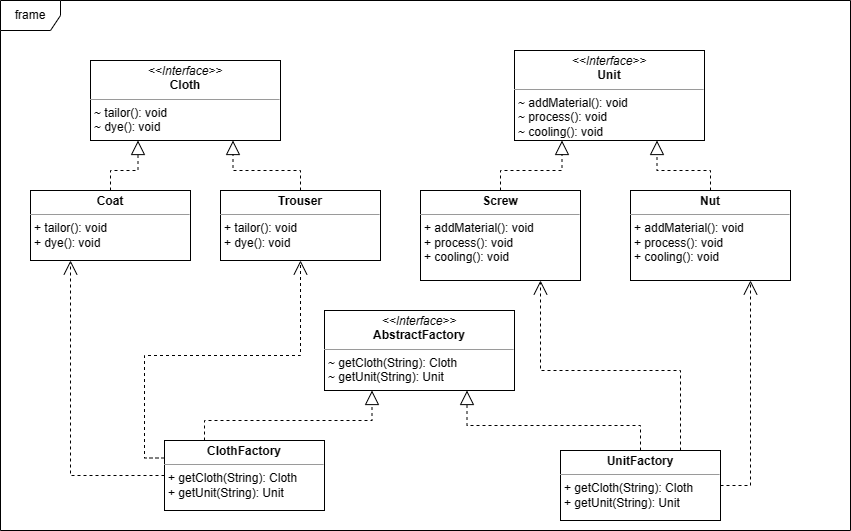 frame
<<Interface>>
Cloth
~ tailor(): void
~ dye(): void
<<Interface>>
Unit
~ addMaterial(): void
~ process(): void
~ cooling(): void
Coat
+ tailor(): void
+ dye(): void
Trouser
+ tailor(): void
+ dye(): void
Screw
+ addMaterial(): void
+ process(): void
+ cooling(): void
Nut
+ addMaterial(): void
+ process(): void
+ cooling(): void
<<Interface>>
AbstractFactory
~ getCloth(String): Cloth
~ getUnit(String): Unit
ClothFactory
+ getCloth(String): Cloth
+ getUnit(String): Unit
UnitFactory
+ getCloth(String): Cloth
+ getUnit(String): Unit